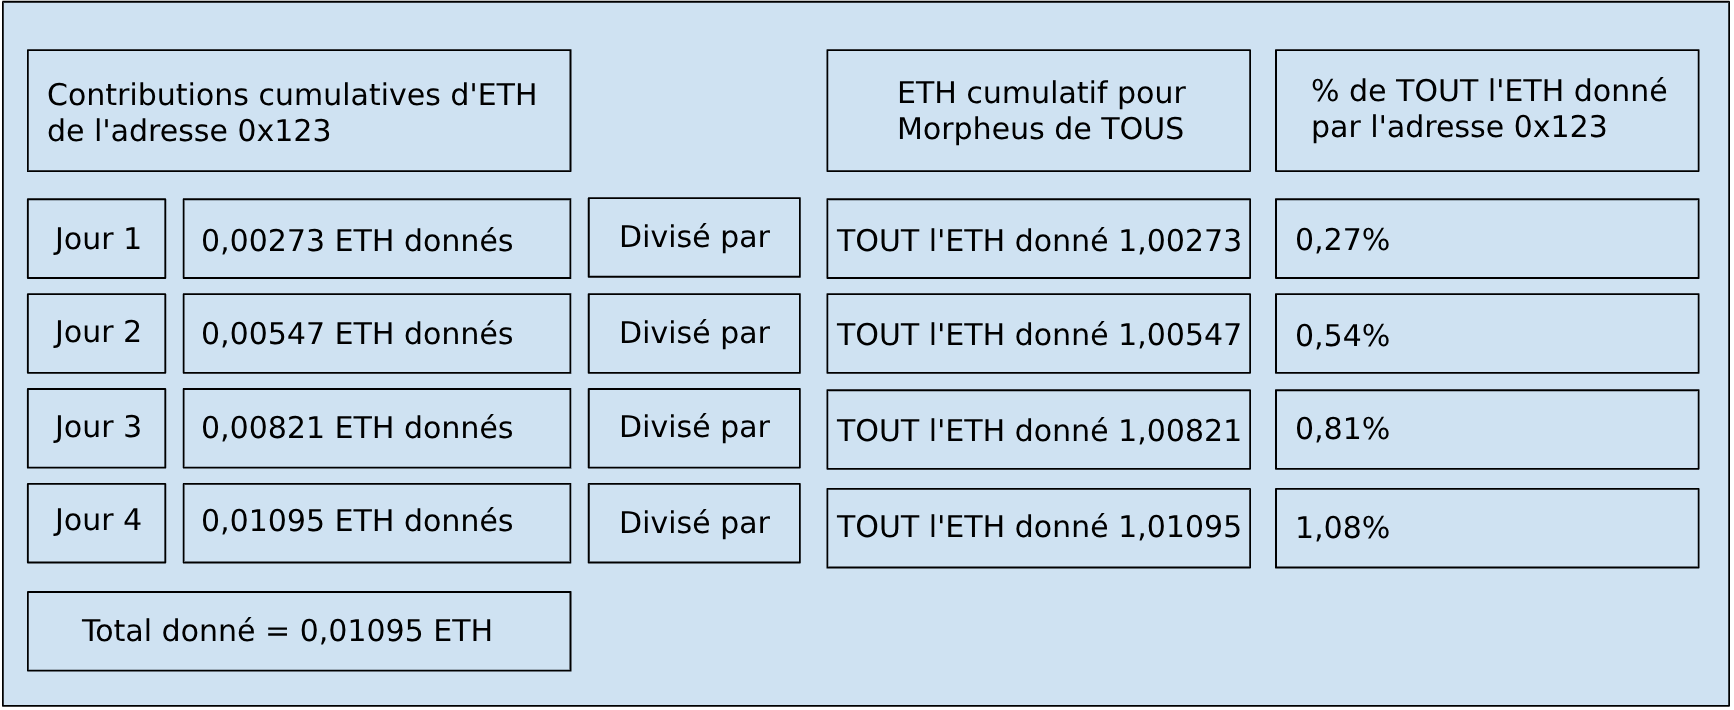 Contributions cumulatives d'ETH
de l'adresse 0x123
ETH cumulatif pour
Morpheus de TOUS
% de TOUT l'ETH donné
par l'adresse 0x123
Jour 1
0,00273 ETH donnés
Divisé par
TOUT l'ETH donné 1,00273
0,27%
Jour 2
0,00547 ETH donnés
Divisé par
TOUT l'ETH donné 1,00547
0,54%
Jour 3
0,00821 ETH donnés
Divisé par
TOUT l'ETH donné 1,00821
0,81%
Jour 4
0,01095 ETH donnés
Divisé par
TOUT l'ETH donné 1,01095
1,08%
Total donné = 0,01095 ETH